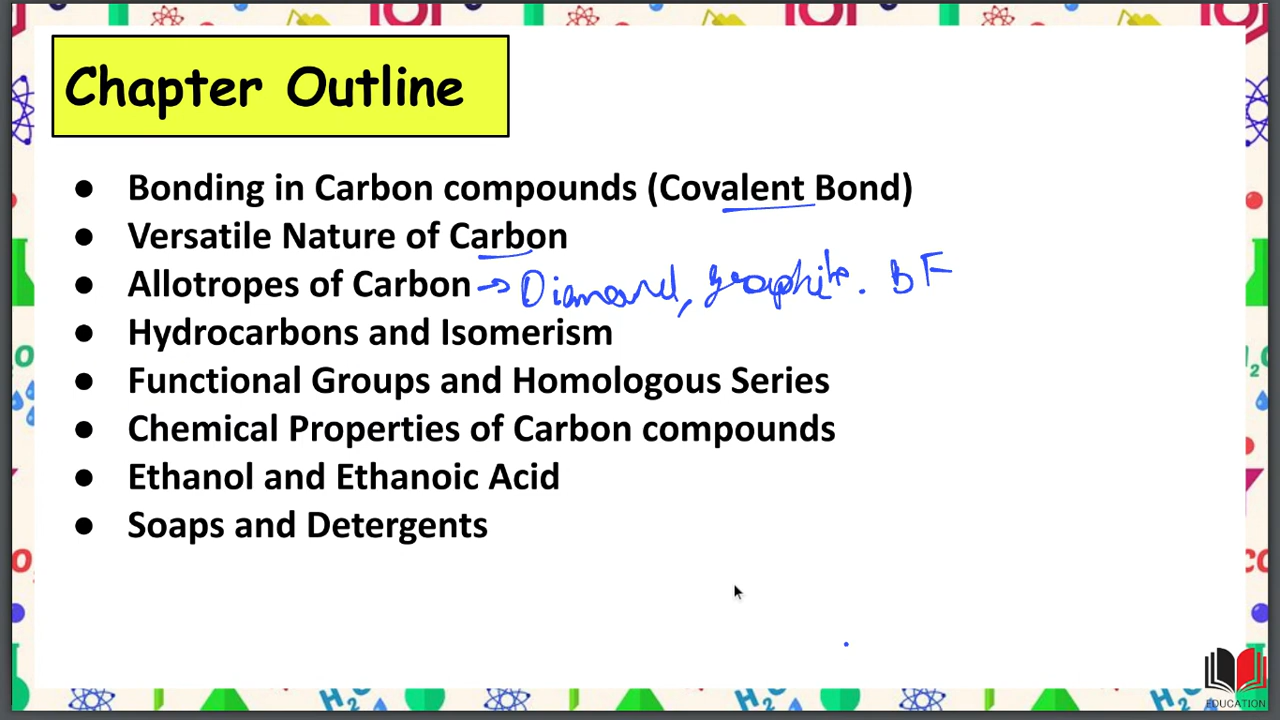 Chapter Outline
● Bonding in Carbon compounds (Covalent Bond)
● Versatile Nature of Carbon
● Allotropes of Carbon → Diamond, graphite. BF
● Hydrocarbons and Isomerism
● Functional Groups and Homologous Series
● Chemical Properties of Carbon compounds
● Ethanol and Ethanoic Acid
● Soaps and Detergents
EDUCATION